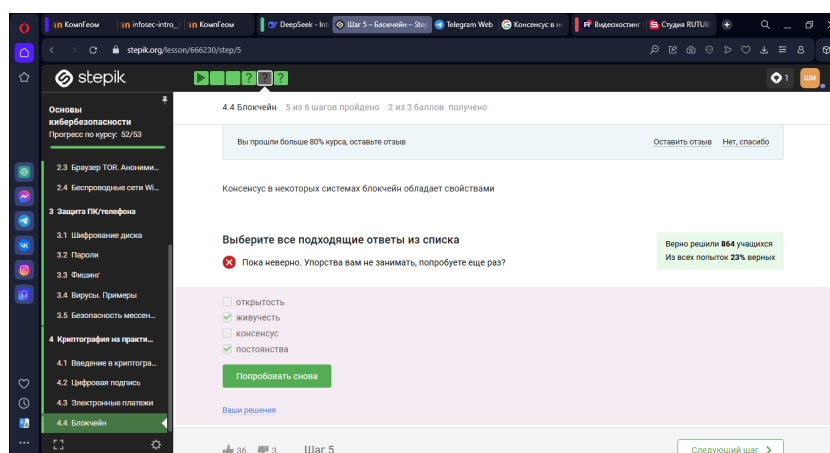 КомпГеом
infosec-intro_
КомпГеом
DeepSeek - Int
Шаг 5 – Блокчейн – Step
Telegram Web
Консенсус в н
Видеохостинг
Студия RUTUB
stepik.org/lesson/666230/step/5
stepik
1
ШМ
Основы
кибербезопасности
Прогресс по курсу: 52/53
2.3 Браузер TOR. Аноними...
2.4 Беспроводные сети Wi...
3 Защита ПК/телефона
3.1 Шифрование диска
3.2 Пароли
3.3 Фишинг
3.4 Вирусы. Примеры
3.5 Безопасность мессен...
4 Криптография на практи...
4.1 Введение в криптогра...
4.2 Цифровая подпись
4.3 Электронные платежи
4.4 Блокчейн
4.4 Блокчейн 5 из 6 шагов пройдено 2 из 3 баллов получено
Вы прошли больше 80% курса, оставьте отзыв
Оставить отзыв Нет, спасибо
Консенсус в некоторых системах блокчейн обладает свойствами
Выберите все подходящие ответы из списка
Верно решили 864 учащихся
Из всех попыток 23% верных
Пока неверно. Упорства вам не занимать, попробуете еще раз?
открытость
живучесть
консенсус
постоянства
Попробовать снова
Ваши решения
36 3 Шаг 5
Следующий шаг